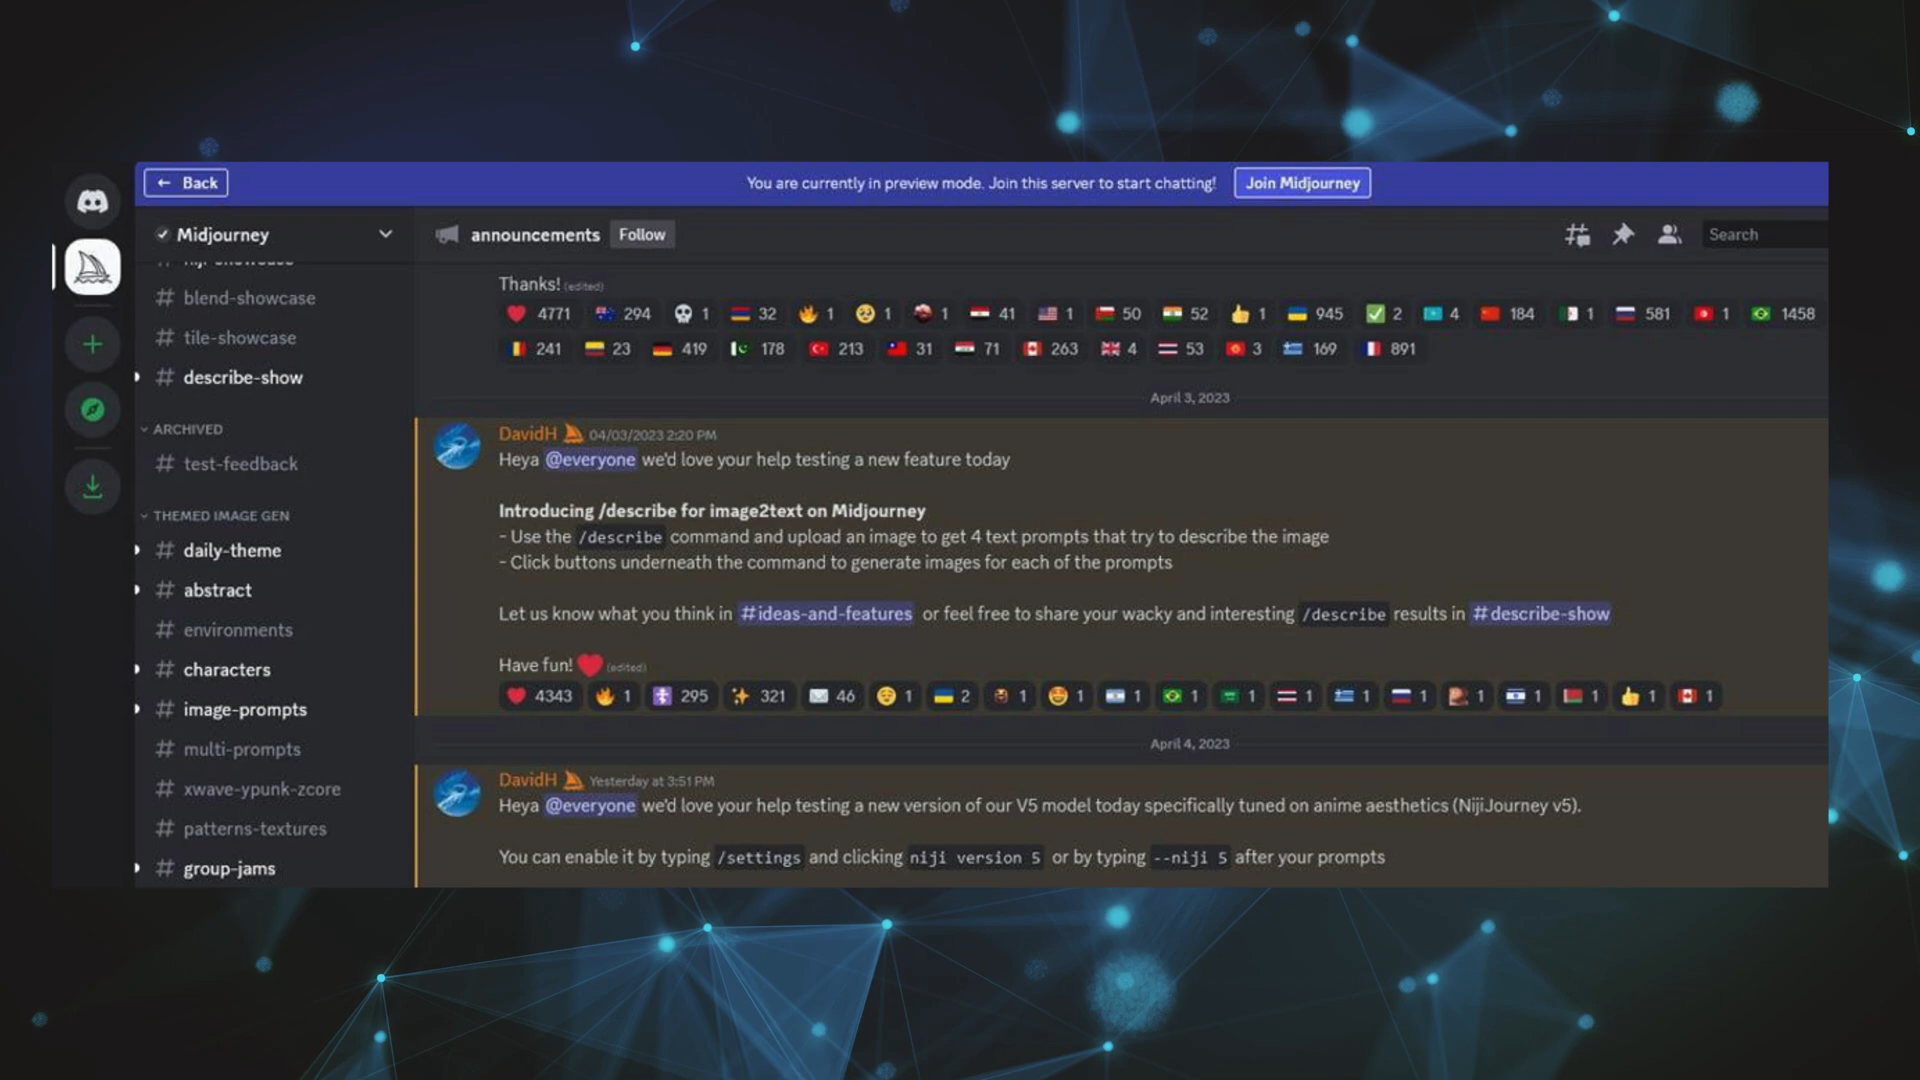 ← Back
You are currently in preview mode. Join this server to start chatting!
Join Midjourney
Midjourney
announcements
Follow
Search
# blend-showcase
# tile-showcase
# describe-show
ARCHIVED
# test-feedback
THEMED IMAGE GEN
# daily-theme
# abstract
# environments
# characters
# image-prompts
# multi-prompts
# xwave-ypunk-zcore
# patterns-textures
# group-jams
Thanks! (edited)
4771 294 1 32 1 1 1 41 1 50 52 1 945 2 4 184 1 581 1 1458
241 23 419 178 213 31 71 263 4 53 3 169 891
April 3, 2023
DavidH 04/03/2023 2:20 PM
Heya @everyone we'd love your help testing a new feature today
Introducing /describe for image2text on Midjourney
- Use the /describe command and upload an image to get 4 text prompts that try to describe the image
- Click buttons underneath the command to generate images for each of the prompts
Let us know what you think in #ideas-and-features or feel free to share your wacky and interesting /describe results in #describe-show
Have fun! (edited)
4343 1 295 321 46 1 2 1 1 1 1 1 1 1 1 1 1 1 1 1
April 4, 2023
DavidH Yesterday at 3:51 PM
Heya @everyone we'd love your help testing a new version of our V5 model today specifically tuned on anime aesthetics (NijiJourney v5).
You can enable it by typing /settings and clicking niji version 5 or by typing --niji 5 after your prompts